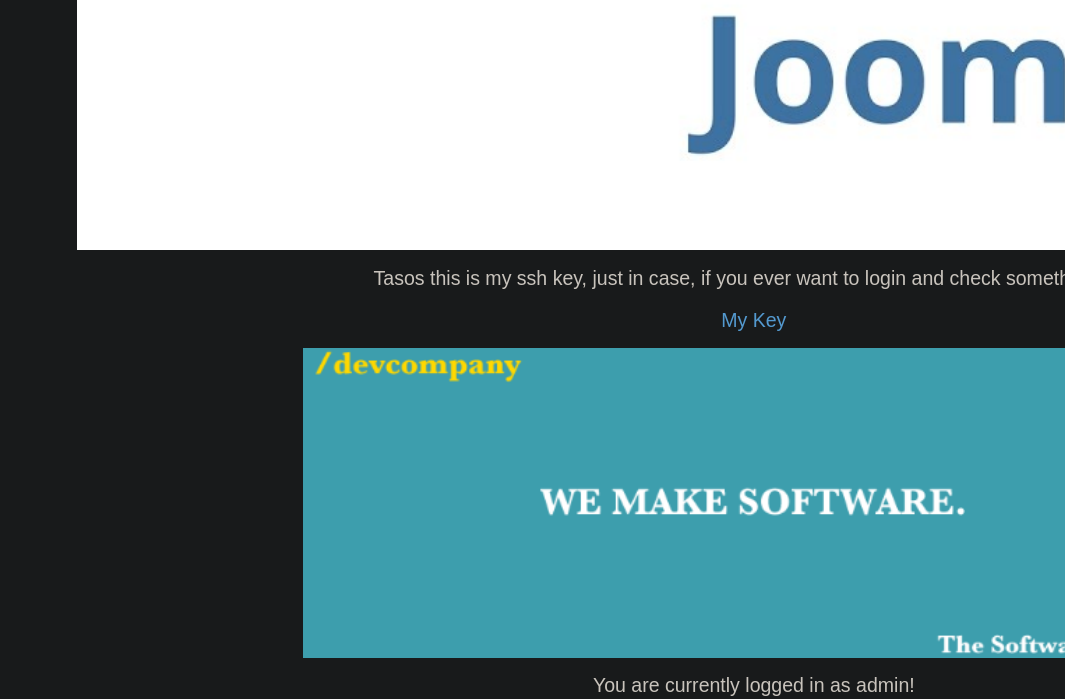 Joom
Tasos this is my ssh key, just in case, if you ever want to login and check someth
My Key
/devcompany
WE MAKE SOFTWARE.
The Softwa
You are currently logged in as admin!